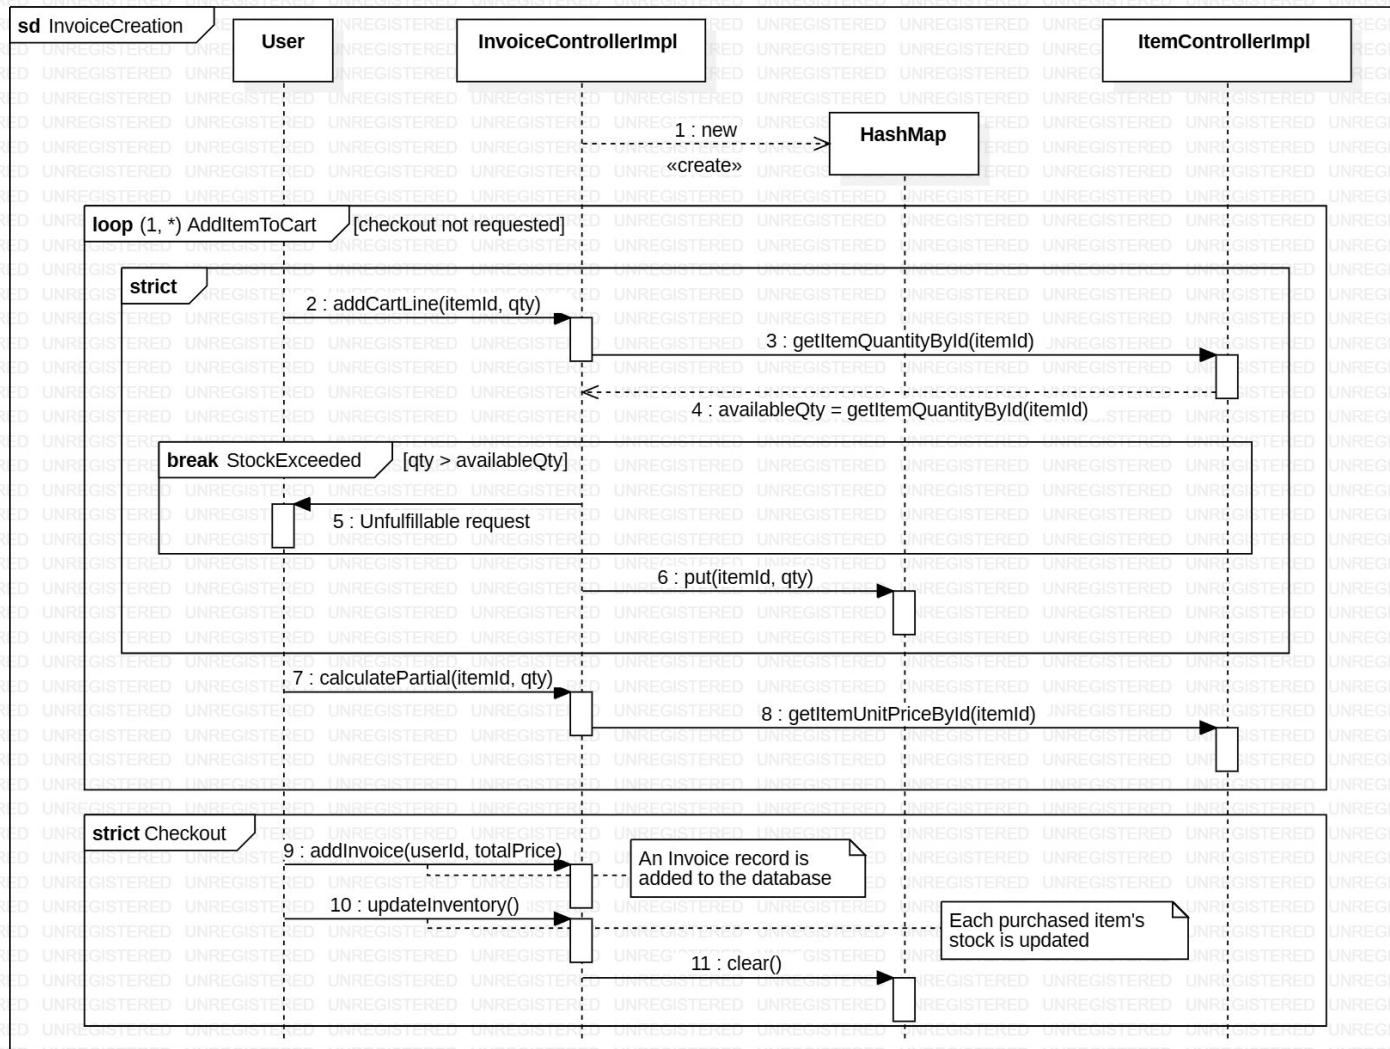 sd InvoiceCreation
User
InvoiceControllerImpl
ItemControllerImpl
1 : new
«create»
HashMap
loop (1, *) AddItemToCart [checkout not requested]
strict
2 : addCartLine(itemId, qty)
3 : getItemQuantityById(itemId)
4 : availableQty = getItemQuantityById(itemId)
break StockExceeded [qty > availableQty]
5 : Unfulfillable request
6 : put(itemId, qty)
7 : calculatePartial(itemId, qty)
8 : getItemUnitPriceById(itemId)
strict Checkout
9 : addInvoice(userId, totalPrice)
An Invoice record is
added to the database
10 : updateInventory()
Each purchased item's
stock is updated
11 : clear()
UNREGISTERED